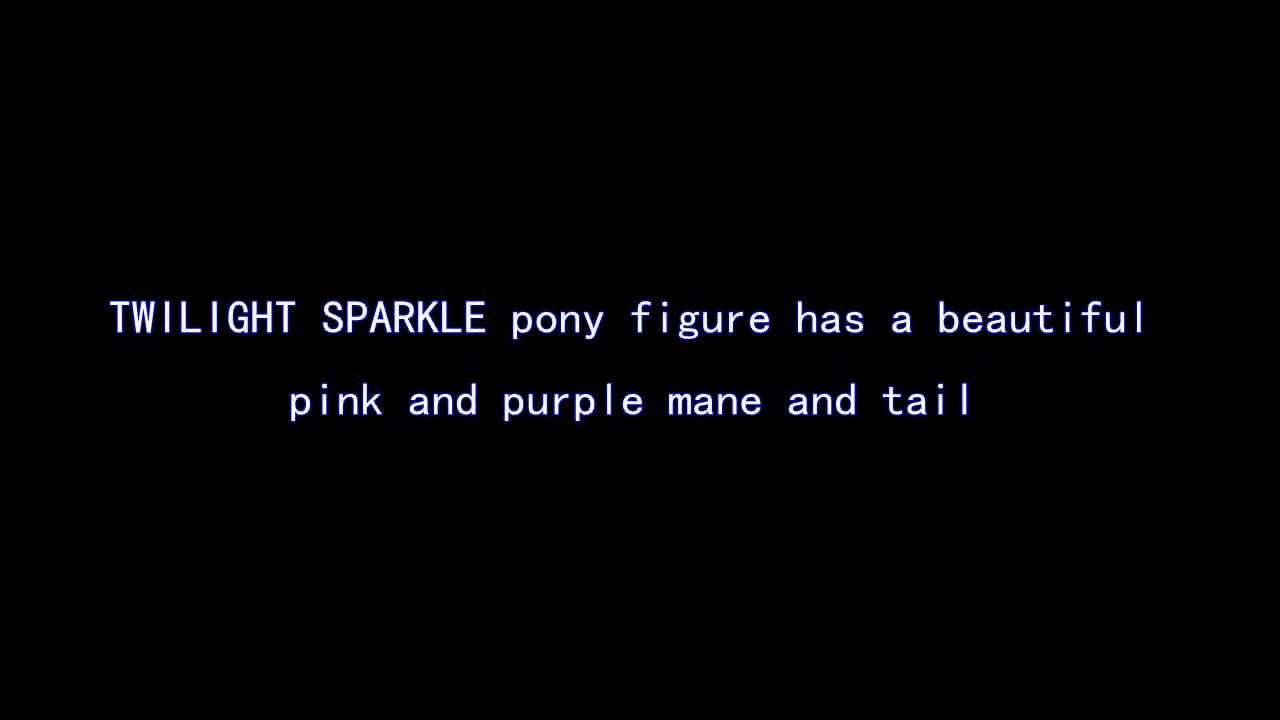 TWILIGHT SPARKLE pony figure has a beautiful
pink and purple mane and tail